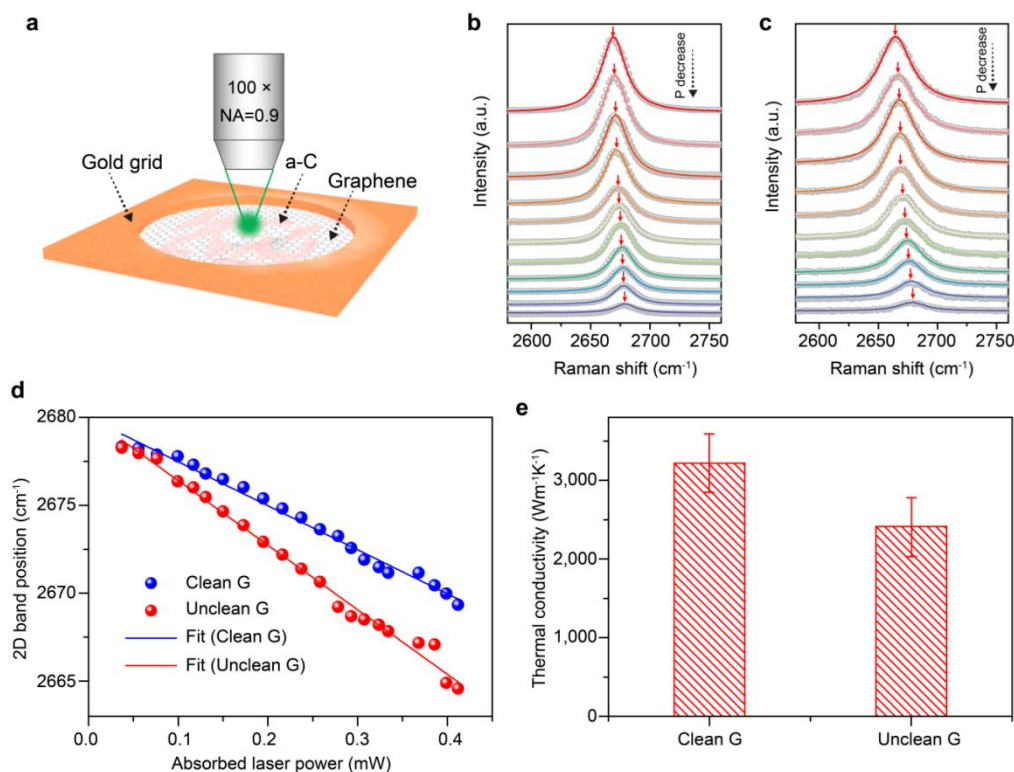 a
100 ×
NA=0.9
Gold grid
a-C
Graphene
b
P decrease
Intensity (a.u.)
2600 2650 2700 2750
Raman shift (cm⁻¹)
c
P decrease
Intensity (a.u.)
2600 2650 2700 2750
Raman shift (cm⁻¹)
d
2680
2675
2670
2665
2D band position (cm⁻¹)
Clean G
Unclean G
Fit (Clean G)
Fit (Unclean G)
0.0 0.1 0.2 0.3 0.4
Absorbed laser power (mW)
e
3,000
2,000
1,000
0
Thermal conductivity (Wm⁻¹K⁻¹)
Clean G Unclean G